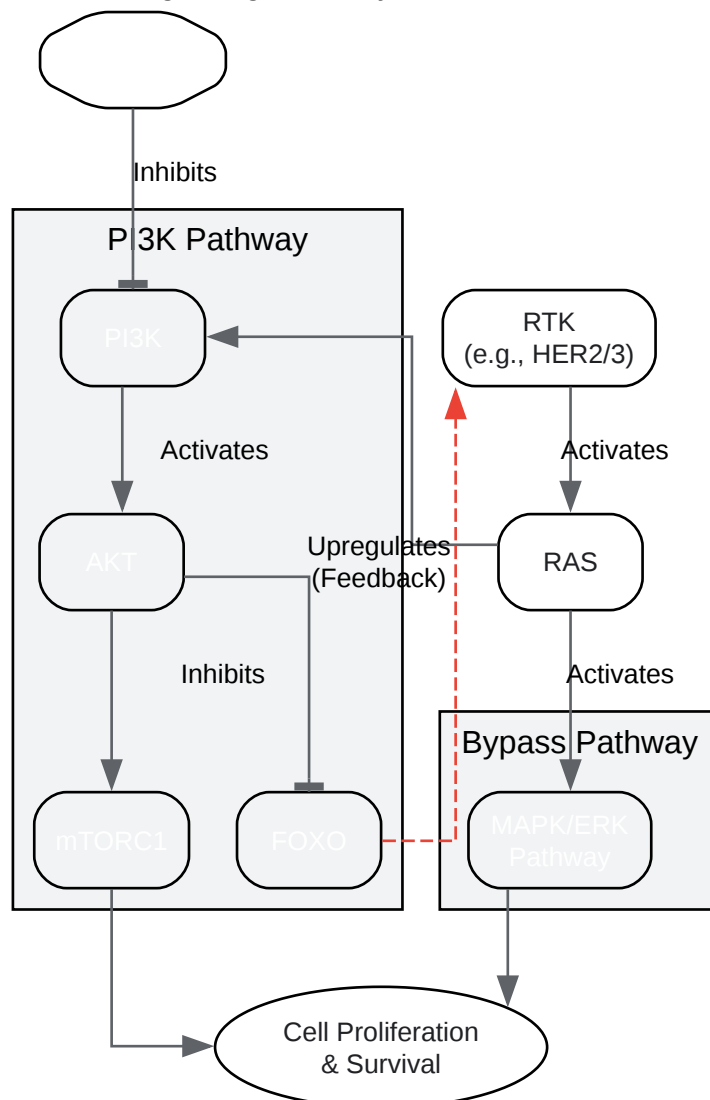 Inhibits
PI3K Pathway
PI3K
RTK
(e.g., HER2/3)
Activates
Activates
Upregulates
(Feedback)
AKT
RAS
Inhibits
Activates
Bypass Pathway
mTORC1
FOXO
MAPK/ERK
Pathway
Cell Proliferation
& Survival